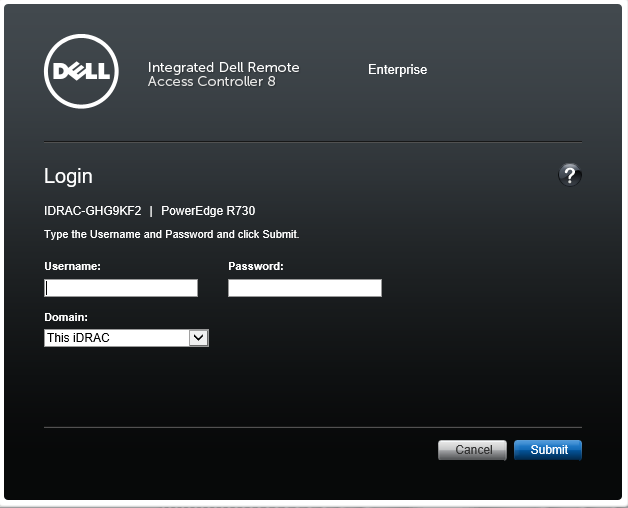 DELL
Integrated Dell Remote
Access Controller 8
Enterprise
Login
?
IDRAC-GHG9KF2 | PowerEdge R730
Type the Username and Password and click Submit.
Username: Password:
Domain:
This iDRAC
Cancel Submit